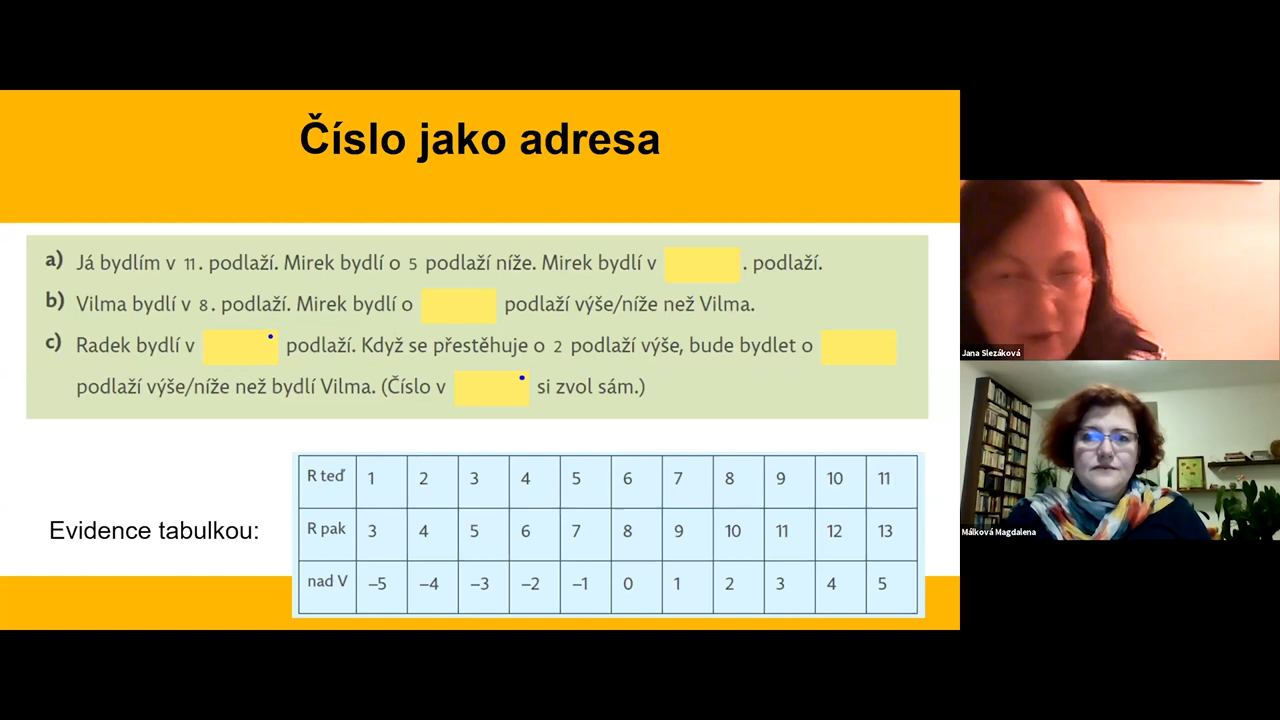 Číslo jako adresa
a) Já bydlím v 11. podlaží. Mirek bydlí o 5 podlaží níže. Mirek bydlí v . podlaží.
b) Vilma bydlí v 8. podlaží. Mirek bydlí o podlaží výše/níže než Vilma.
c) Radek bydlí v . podlaží. Když se přestěhuje o 2 podlaží výše, bude bydlet o
podlaží výše/níže než bydlí Vilma. (Číslo v si zvol sám.)
Evidence tabulkou:
R teď 1 2 3 4 5 6 7 8 9 10 11
R pak 3 4 5 6 7 8 9 10 11 12 13
nad V –5 –4 –3 –2 –1 0 1 2 3 4 5
Jana Slezáková
Málková Magdalena